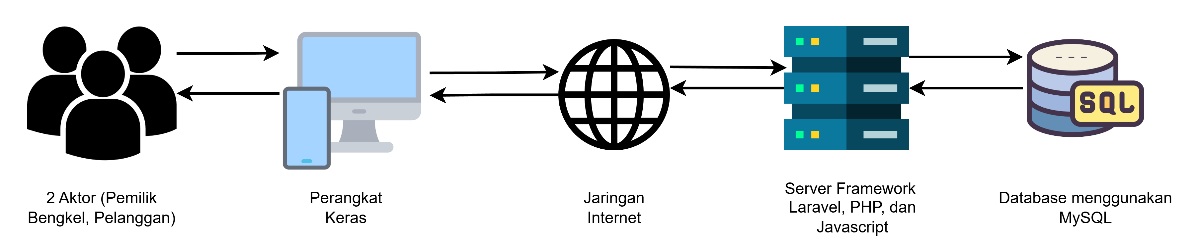 SQL
2 Aktor (Pemilik
Bengkel, Pelanggan)
Perangkat
Keras
Jaringan
Internet
Server Framework
Laravel, PHP, dan
Javascript
Database menggunakan
MySQL